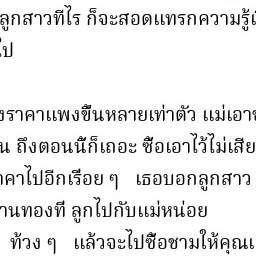 ลูกสาวทีไร ก็จะสอดแทรกความรู้
ไป
ราคาแพงขึ้นหลายเท่าตัว แม่เอา
ถึงตอนนี้ก็เถอะ ซื้อเอาไว้ไม่เสีย
คาไปอีกเรื่อย ๆ เธอบอกลูกสาว
านทองที ลูกไปกับแม่หน่อย
ท้วง ๆ แล้วจะไปซื้อชามให้คุณ